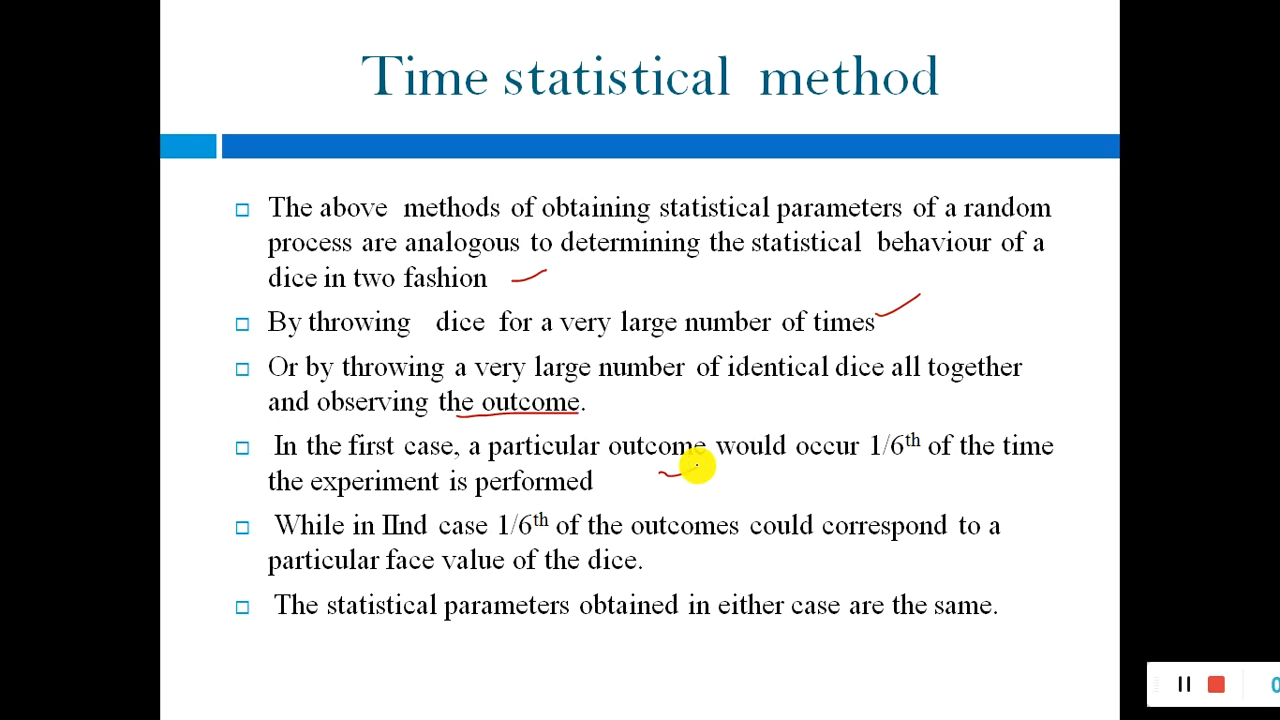 Time statistical method
The above methods of obtaining statistical parameters of a random
process are analogous to determining the statistical behaviour of a
dice in two fashion
By throwing dice for a very large number of times
Or by throwing a very large number of identical dice all together
and observing the outcome.
In the first case, a particular outcome would occur 1/6th of the time
the experiment is performed
While in IInd case 1/6th of the outcomes could correspond to a
particular face value of the dice.
The statistical parameters obtained in either case are the same.